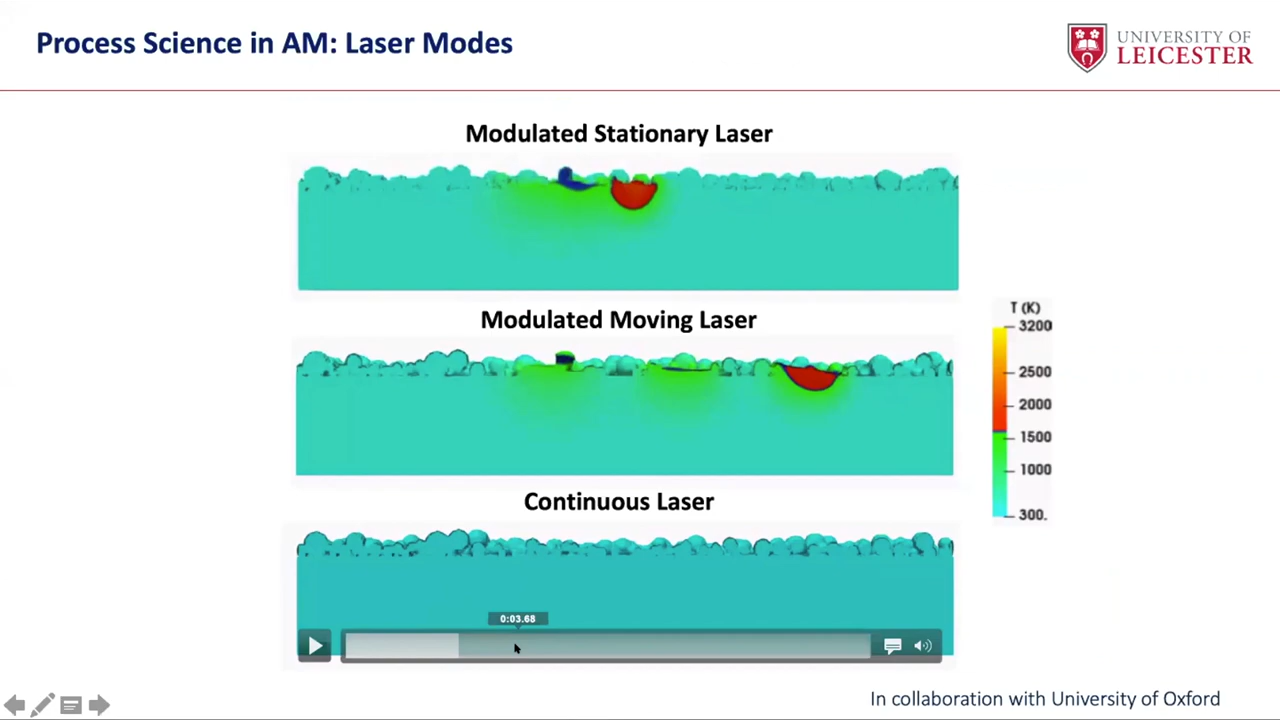 Process Science in AM: Laser Modes
UNIVERSITY OF
LEICESTER
Modulated Stationary Laser
Modulated Moving Laser
T (K)
3200
2500
2000
1500
1000
300.
Continuous Laser
0:03.68
In collaboration with University of Oxford